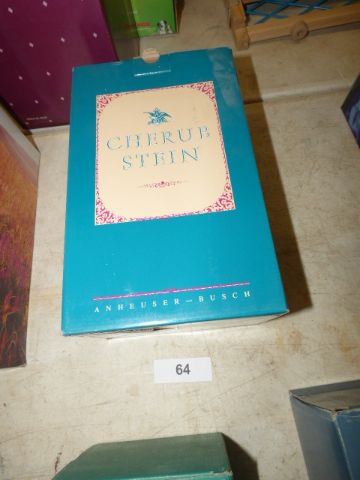 CHERUB
STEIN
ANHEUSER-BUSCH
64